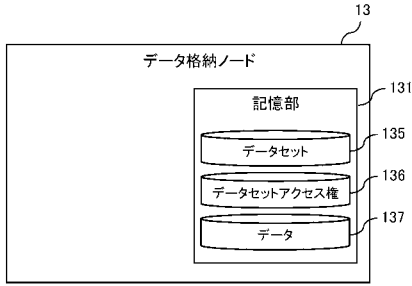 13
データ格納ノード
131
記憶部
135
データセット
136
データセットアクセス権
137
データ